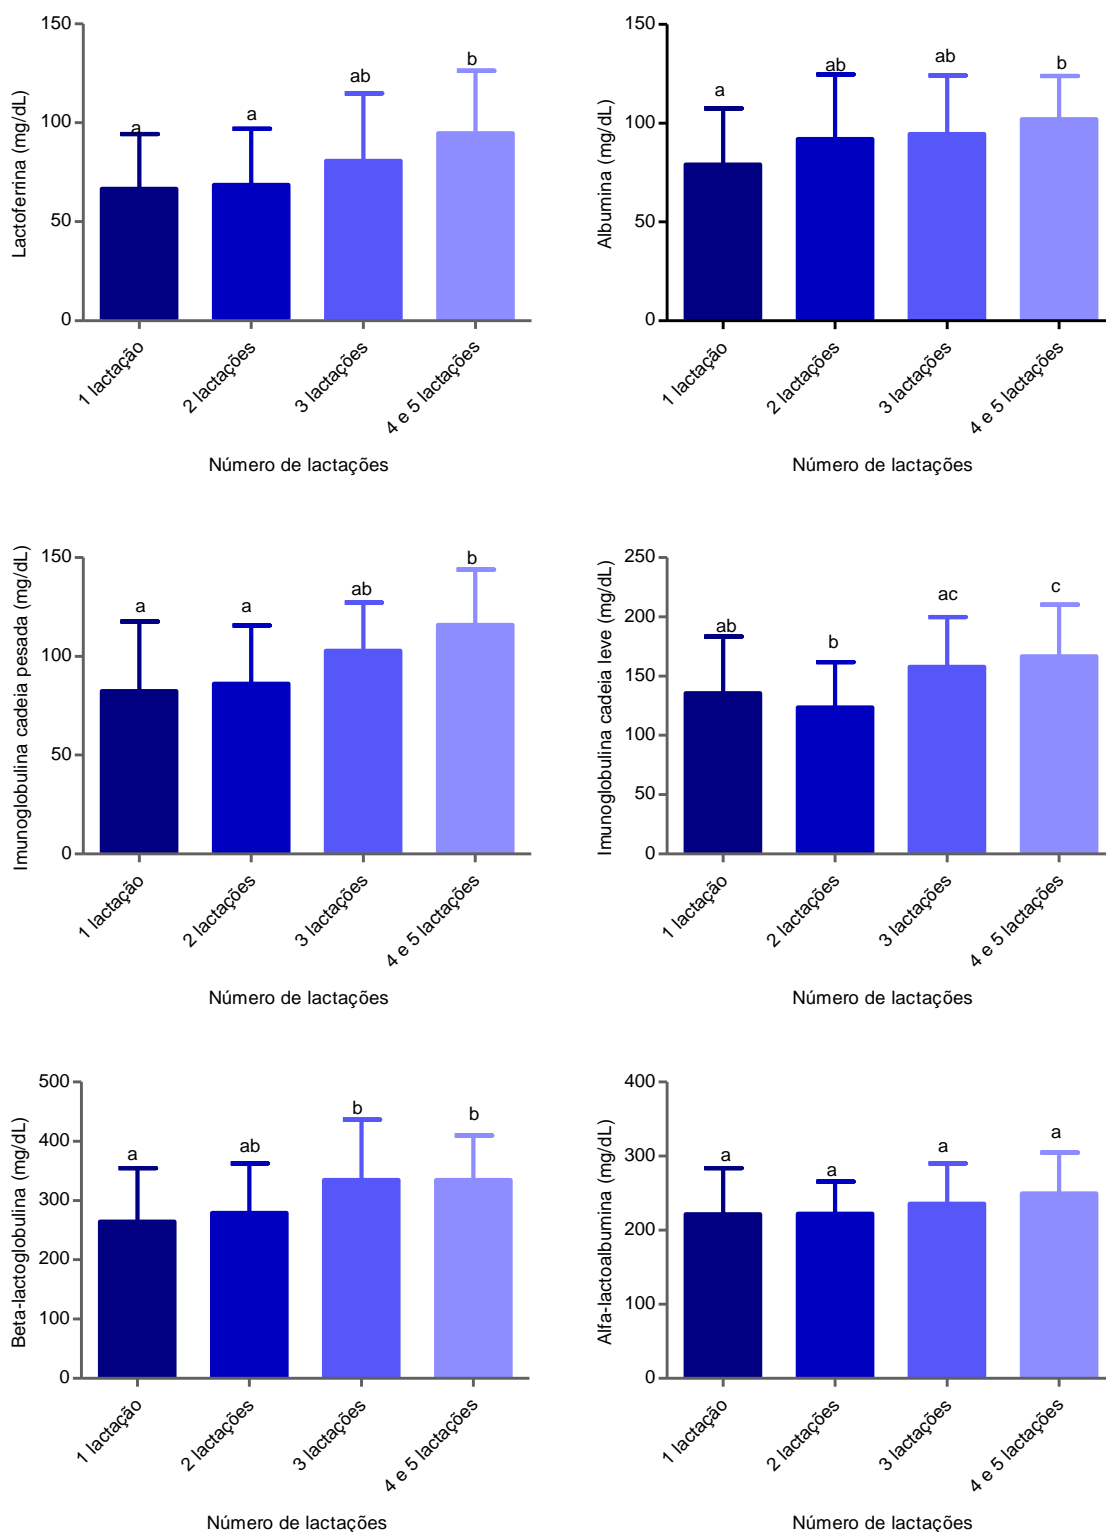 Lactoferrina (mg/dL)
150
100
50
0
a
a
ab
b
1 lactação
2 lactações
3 lactações
4 e 5 lactações
Número de lactações
Albumina (mg/dL)
150
100
50
0
a
ab
ab
b
1 lactação
2 lactações
3 lactações
4 e 5 lactações
Número de lactações
Imunoglobulina cadeia pesada (mg/dL)
150
100
50
0
a
a
ab
b
1 lactação
2 lactações
3 lactações
4 e 5 lactações
Número de lactações
Imunoglobulina cadeia leve (mg/dL)
250
200
150
100
50
0
ab
b
ac
c
1 lactação
2 lactações
3 lactações
4 e 5 lactações
Número de lactações
Beta-lactoglobulina (mg/dL)
500
400
300
200
100
0
a
ab
b
b
1 lactação
2 lactações
3 lactações
4 e 5 lactações
Número de lactações
Alfa-lactoalbumina (mg/dL)
400
300
200
100
0
a
a
a
a
1 lactação
2 lactações
3 lactações
4 e 5 lactações
Número de lactações